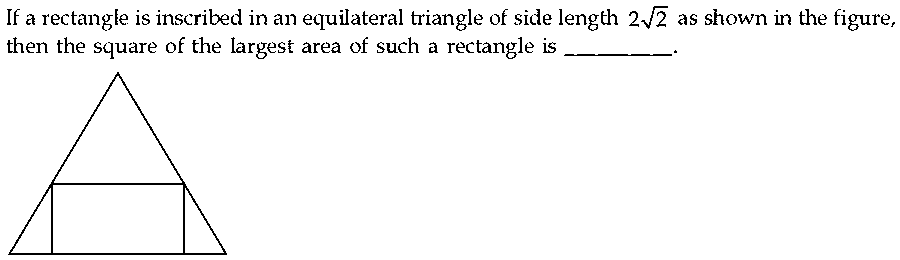 If a rectangle is inscribed in an equilateral triangle of side length 2√2 as shown in the figure,
then the square of the largest area of such a rectangle is ________.